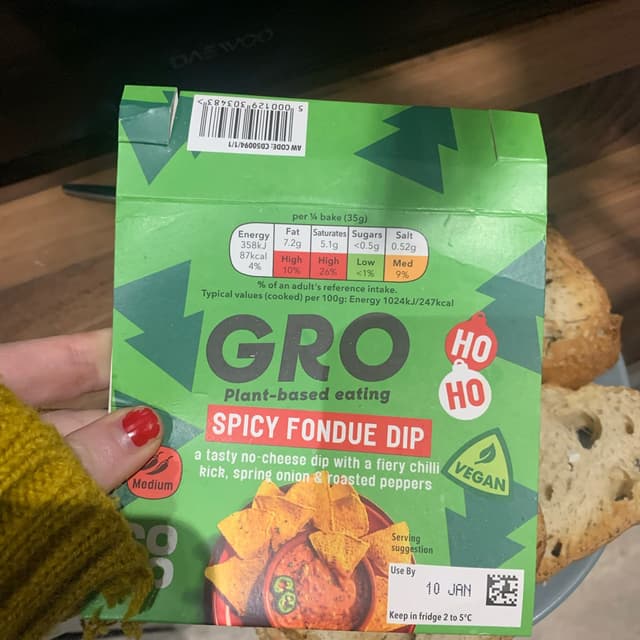 DAEWOO
5 000129 303483 >
AW CODE: CD50094/1/1
per ¼ bake (35g)
Energy 358kJ 87kcal 4%
Fat 7.2g High 10%
Saturates 5.1g High 26%
Sugars <0.5g Low <1%
Salt 0.52g Med 9%
% of an adult's reference intake.
Typical values (cooked) per 100g: Energy 1024kJ/247kcal
GRO
HO
HO
Plant-based eating
SPICY FONDUE DIP
a tasty no-cheese dip with a fiery chilli
kick, spring onion & roasted peppers
VEGAN
Medium
Serving
suggestion
Use By
10 JAN
Keep in fridge 2 to 5°C